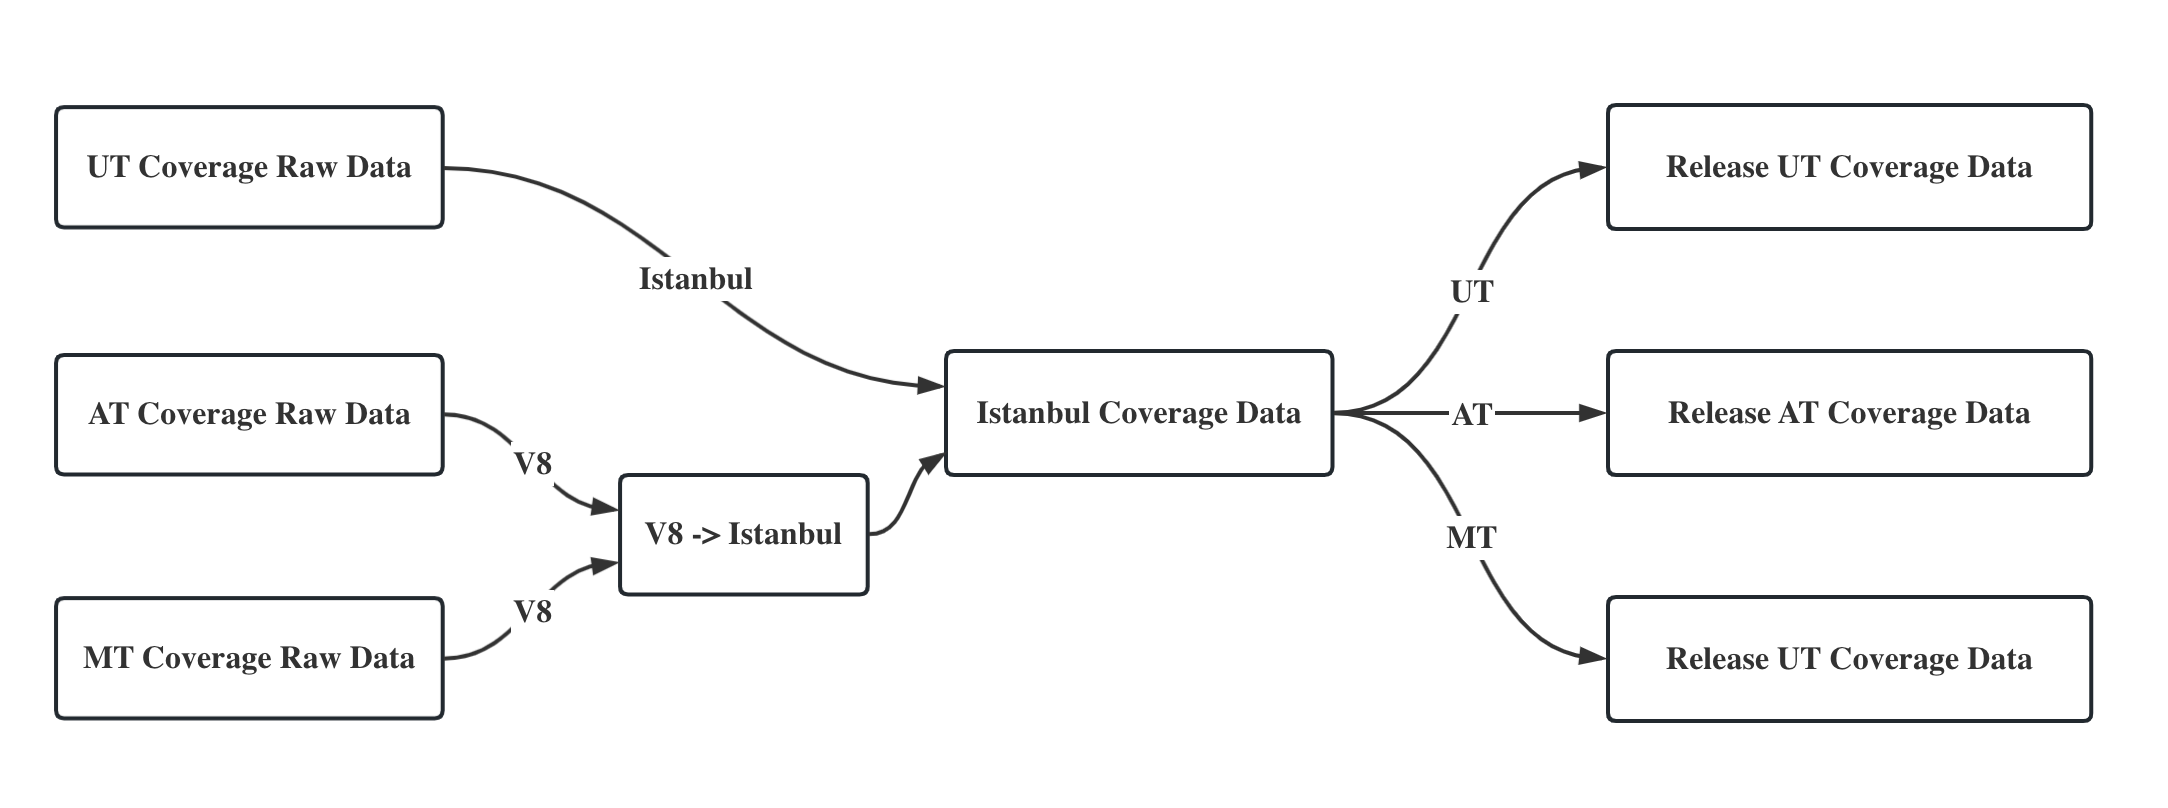 UT Coverage Raw Data
Istanbul
AT Coverage Raw Data
V8
V8 -> Istanbul
V8
MT Coverage Raw Data
Istanbul Coverage Data
UT
AT
MT
Release UT Coverage Data
Release AT Coverage Data
Release UT Coverage Data